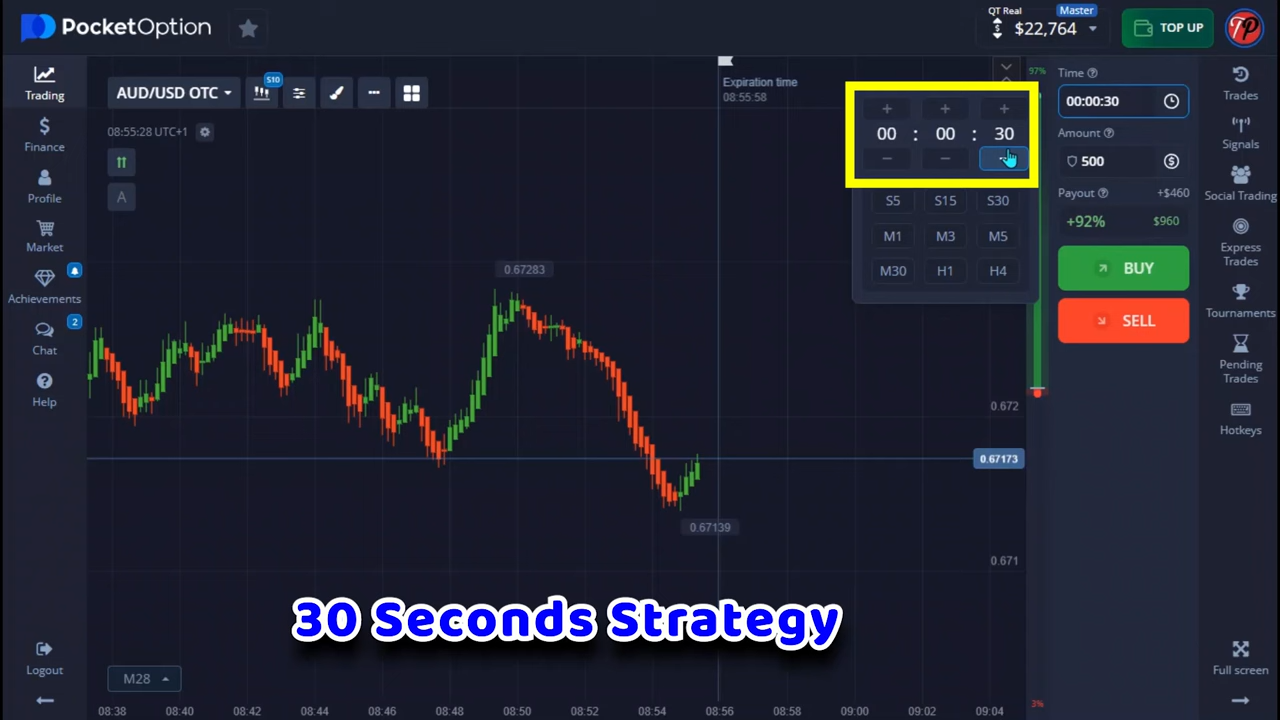 PocketOption
QT Real
Master
$22,764
TOP UP
Trading
Finance
Profile
Market
Achievements
Chat
2
Help
Logout
AUD/USD OTC
S10
08:55:28 UTC+1
A
Expiration time
08:55:58
97%
00 : 00 : 30
S5 S15 S30
M1 M3 M5
M30 H1 H4
Time
00:00:30
Amount
500
Payout +$460
+92% $960
BUY
SELL
Trades
Signals
Social Trading
Express
Trades
Tournaments
Pending
Trades
Hotkeys
Full screen
0.67283
0.672
0.67173
0.67139
0.671
30 Seconds Strategy
M28
3%
08:38 08:40 08:42 08:44 08:46 08:48 08:50 08:52 08:54 08:56 08:58 09:00 09:02 09:04